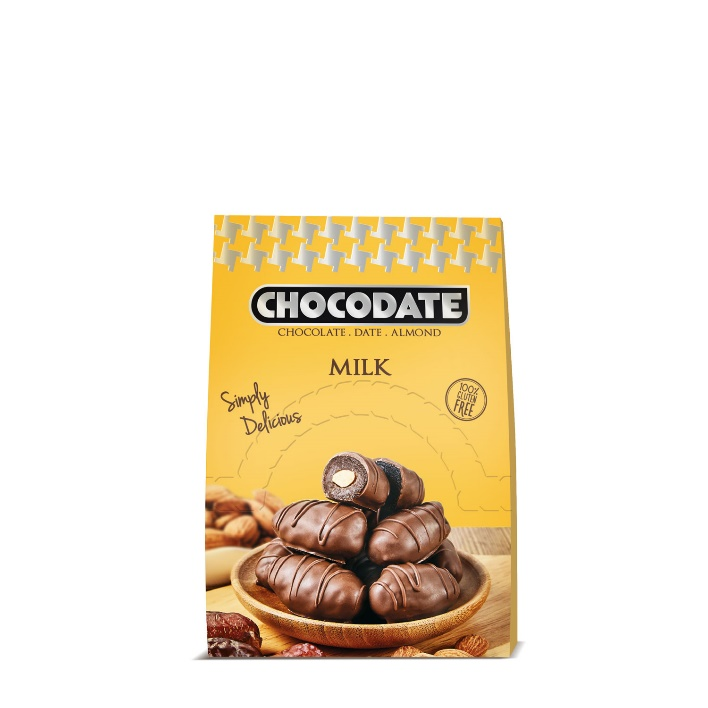 CHOCODATE
CHOCOLATE . DATE . ALMOND
MILK
Simply
Delicious
100%
GLUTEN
FREE